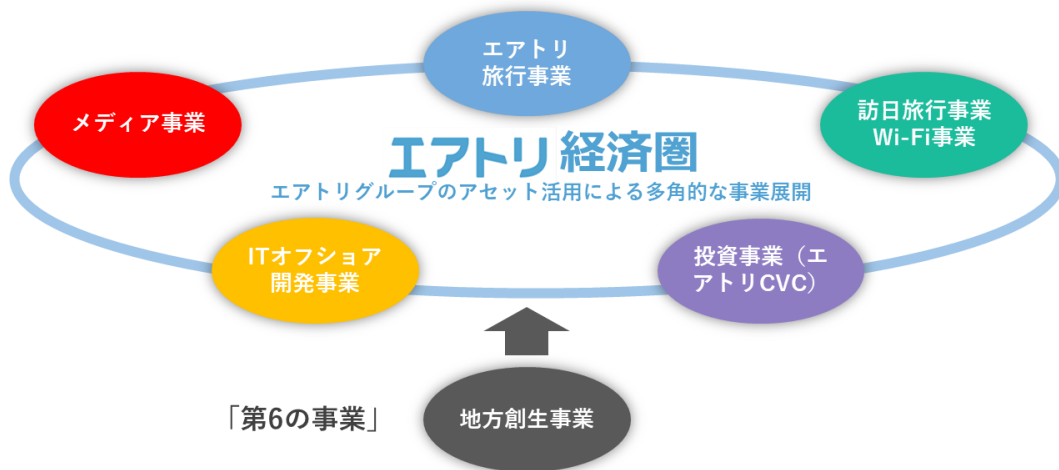 エアトリ
旅行事業
メディア事業
訪日旅行事業
Wi-Fi事業
エアトリ経済圏
エアトリグループのアセット活用による多角的な事業展開
ITオフショア
開発事業
投資事業（エ
アトリCVC）
「第6の事業」
地方創生事業